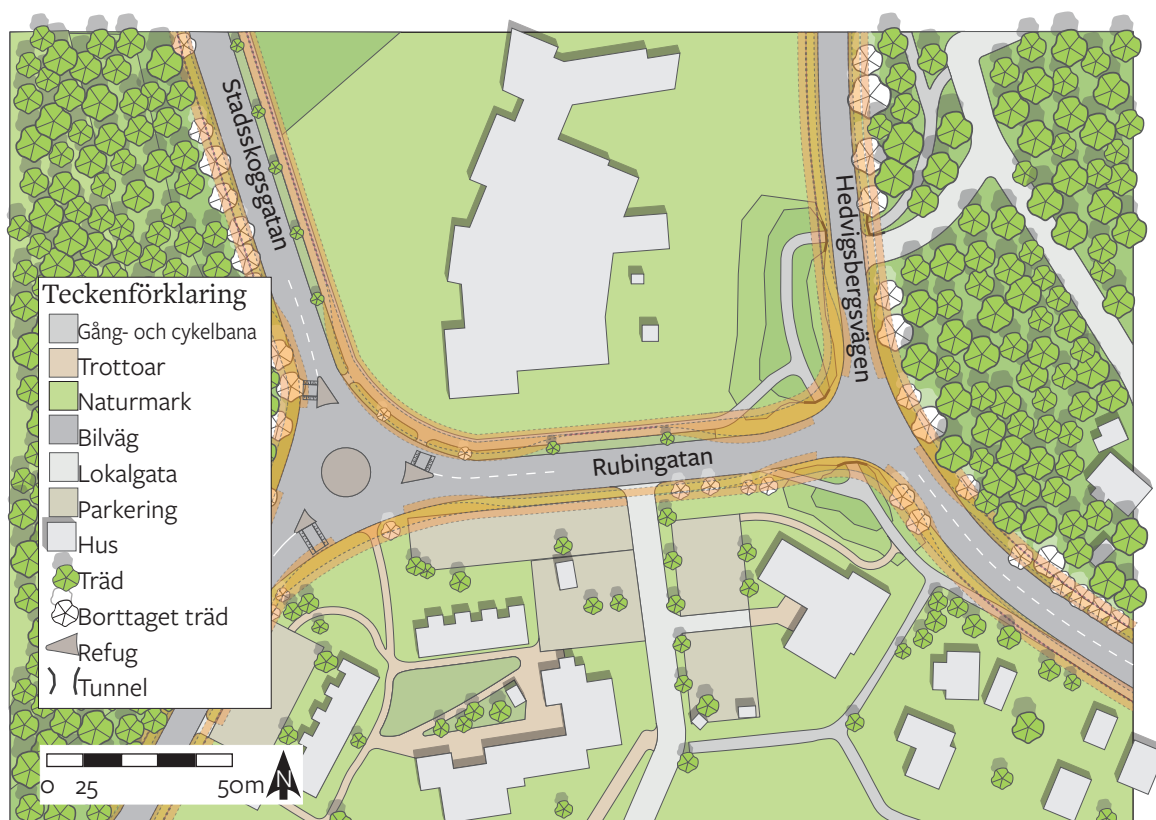 Stadsskogsgatan
Hedvigsbergsvägen
Rubingatan
Teckenförklaring
Gång- och cykelbana
Trottoar
Naturmark
Bilväg
Lokalgata
Parkering
Hus
Träd
Borttaget träd
Refug
Tunnel
0 25 50m
N